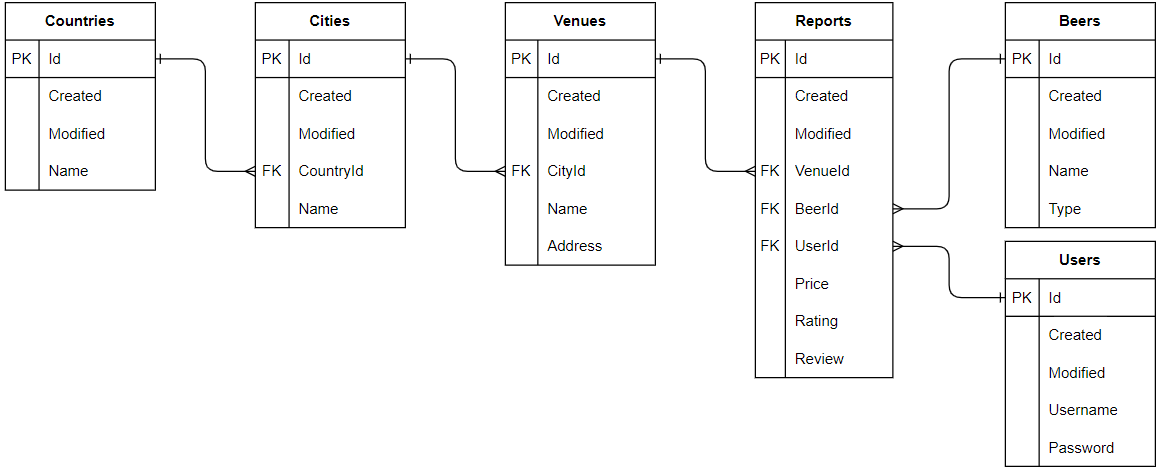 Countries
PK Id
Created
Modified
Name
Cities
PK Id
Created
Modified
FK CountryId
Name
Venues
PK Id
Created
Modified
FK CityId
Name
Address
Reports
PK Id
Created
Modified
FK VenueId
FK BeerId
FK UserId
Price
Rating
Review
Beers
PK Id
Created
Modified
Name
Type
Users
PK Id
Created
Modified
Username
Password